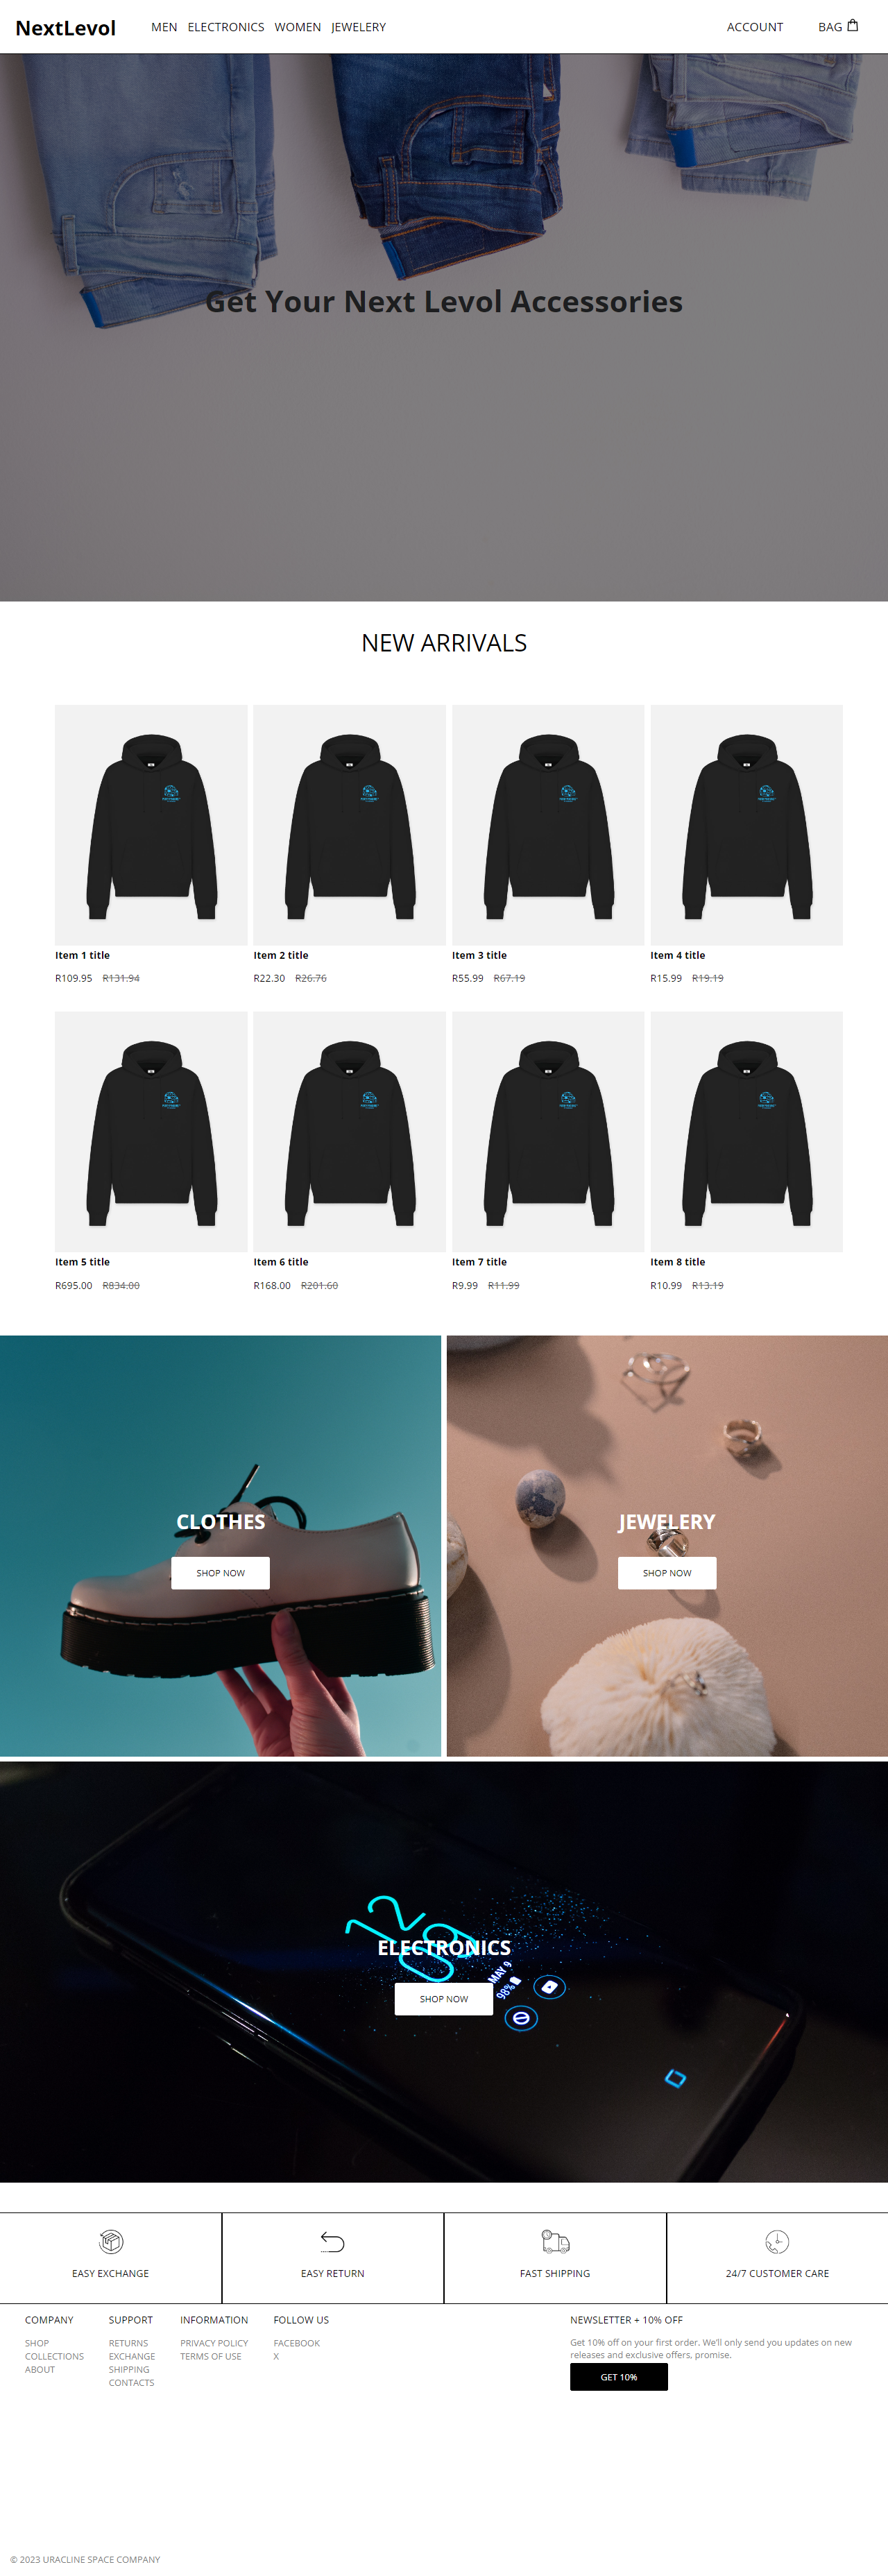 NextLevol
MEN ELECTRONICS WOMEN JEWELERY
ACCOUNT BAG
Get Your Next Levol Accessories
NEW ARRIVALS
Item 1 title
R109.95 R131.94
Item 2 title
R22.30 R26.76
Item 3 title
R55.99 R67.19
Item 4 title
R15.99 R19.19
Item 5 title
R695.00 R834.00
Item 6 title
R168.00 R201.60
Item 7 title
R9.99 R11.99
Item 8 title
R10.99 R13.19
CLOTHES
SHOP NOW
JEWELERY
SHOP NOW
MAY 9
98%
ELECTRONICS
SHOP NOW
EASY EXCHANGE
EASY RETURN
FAST SHIPPING
24/7 CUSTOMER CARE
COMPANY
SHOP
COLLECTIONS
ABOUT
SUPPORT
RETURNS
EXCHANGE
SHIPPING
CONTACTS
INFORMATION
PRIVACY POLICY
TERMS OF USE
FOLLOW US
FACEBOOK
X
NEWSLETTER + 10% OFF
Get 10% off on your first order. We'll only send you updates on new
releases and exclusive offers, promise.
GET 10%
© 2023 URACLINE SPACE COMPANY